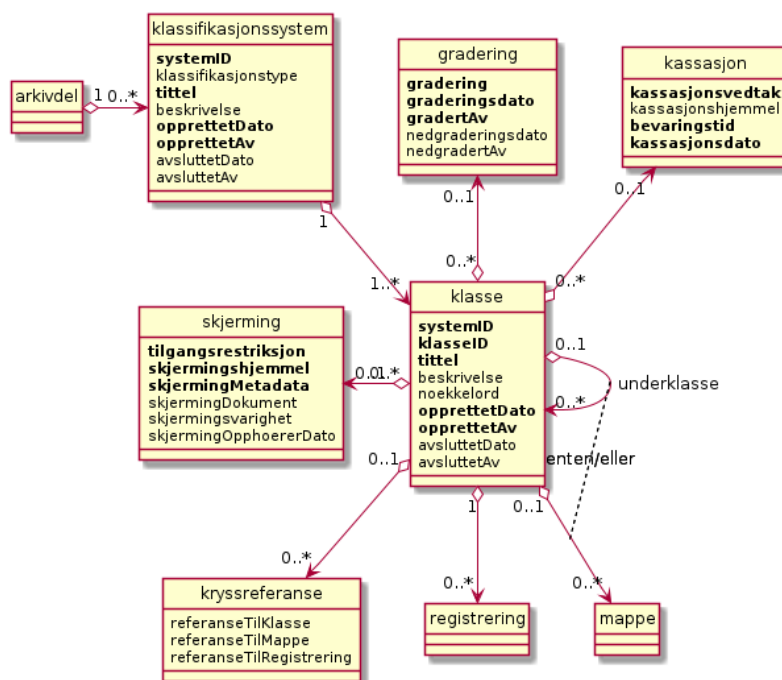 klassifikasjonssystem
systemID
klassifikasjonstype
tittel
beskrivelse
opprettetDato
opprettetAv
avsluttetDato
avsluttetAv
arkivdel
1
0..*
gradering
gradering
graderingsdato
gradertAv
nedgraderingsdato
nedgradertAv
kassasjon
kassasjonsvedtak
kassasjonshjemmel
bevaringstid
kassasjonsdato
1
1..*
0..1
0..*
0..1
0..*
klasse
systemID
klasseID
tittel
beskrivelse
noekkelord
opprettetDato
opprettetAv
avsluttetDato
avsluttetAv
0..1
0..*
underklasse
enten/eller
skjerming
tilgangsrestriksjon
skjermingshjemmel
skjermingMetadata
skjermingDokument
skjermingsvarighet
skjermingOpphoererDato
0..1
0..*
0..1
0..*
1
0..*
0..1
0..*
kryssreferanse
referanseTilKlasse
referanseTilMappe
referanseTilRegistrering
registrering
mappe